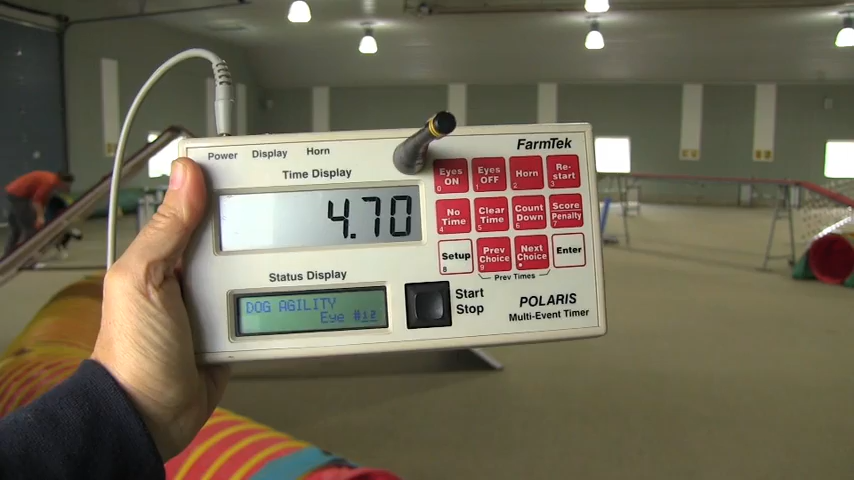 FarmTek
Power Display Horn
Time Display
4.70
Eyes ON 0
Eyes OFF 1
Horn 2
Re-start 3
No Time 4
Clear Time 5
Count Down 6
Score Penalty 7
Setup 8
Prev Choice 9
Next Choice •
Enter
Prev Times
Status Display
DOG AGILITY
Eye #12
Start
Stop
POLARIS
Multi-Event Timer